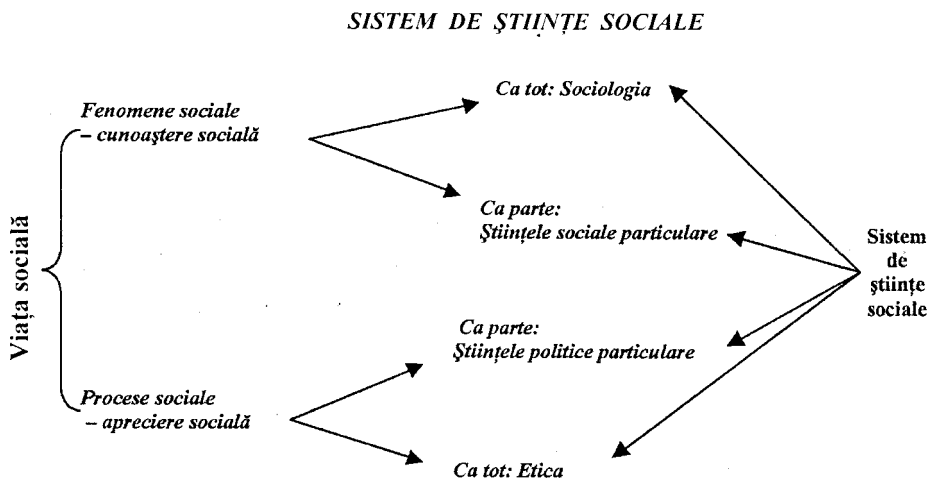 SISTEM DE ŞTIINŢE SOCIALE
Viaţa socială
Fenomene sociale
– cunoaştere socială
Procese sociale
– apreciere socială
Ca tot: Sociologia
Ca parte:
Ştiinţele sociale particulare
Ca parte:
Ştiinţele politice particulare
Ca tot: Etica
Sistem
de
ştiinţe
sociale